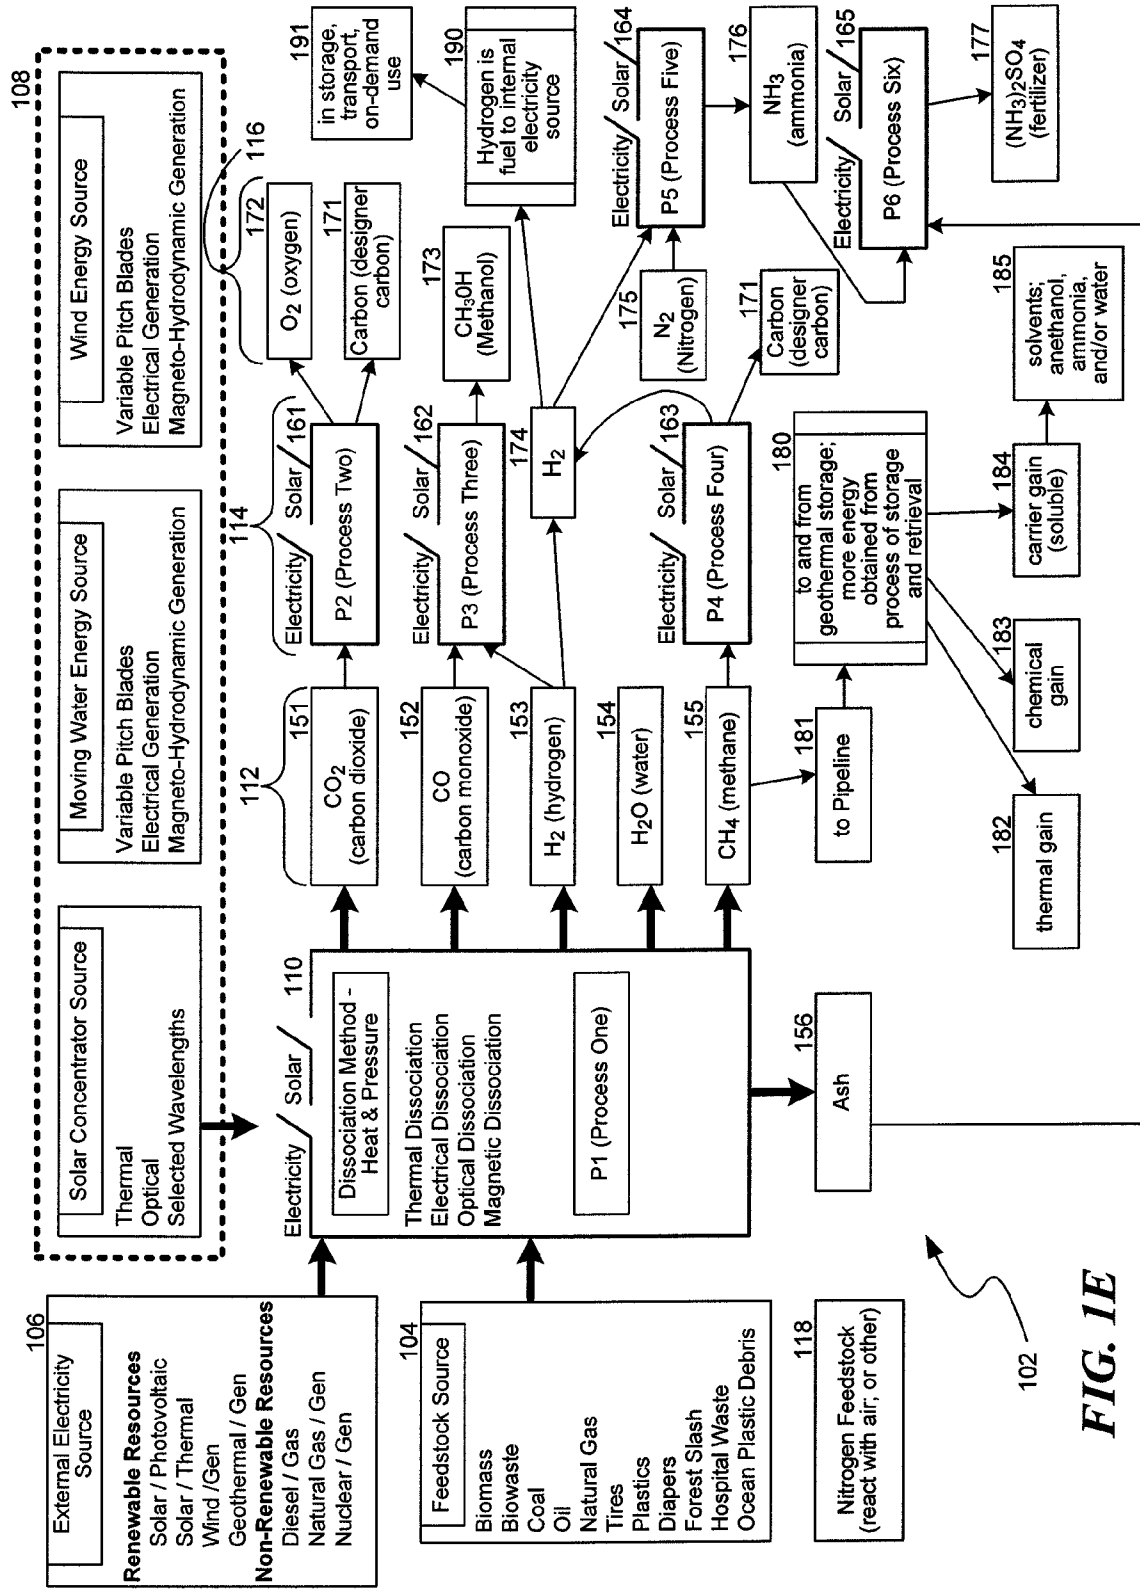 106
External Electricity
Source
Renewable Resources
Solar / Photovoltaic
Solar / Thermal
Wind /Gen
Geothermal / Gen
Non-Renewable Resources
Diesel / Gas
Natural Gas / Gen
Nuclear / Gen
104
Feedstock Source
Biomass
Biowaste
Coal
Oil
Natural Gas
Tires
Plastics
Diapers
Forest Slash
Hospital Waste
Ocean Plastic Debris
118
Nitrogen Feedstock
(react with air; or other)
108
Solar Concentrator Source
Thermal
Optical
Selected Wavelengths
Moving Water Energy Source
Variable Pitch Blades
Electrical Generation
Magneto-Hydrodynamic Generation
Wind Energy Source
Variable Pitch Blades
Electrical Generation
Magneto-Hydrodynamic Generation
Electricity
Solar
110
Dissociation Method -
Heat & Pressure
Thermal Dissociation
Electrical Dissociation
Optical Dissociation
Magnetic Dissociation
P1 (Process One)
156
Ash
112
151
CO2
(carbon dioxide)
152
CO
(carbon monoxide)
153
H2 (hydrogen)
154
H2O (water)
155
CH4 (methane)
181
to Pipeline
114
Electricity
Solar
161
P2 (Process Two)
Electricity
Solar
162
P3 (Process Three)
174
H2
Electricity
Solar
163
P4 (Process Four)
180
to and from
geothermal storage;
more energy
obtained from
process of storage
and retrieval
182
thermal gain
183
chemical
gain
184
carrier gain
(soluble)
185
solvents;
anethanol,
ammonia,
and/or water
116
172
O2 (oxygen)
171
Carbon (designer
carbon)
173
CH3OH
(Methanol)
175
N2
(Nitrogen)
171
Carbon
(designer
carbon)
191
in storage,
transport,
on-demand
use
190
Hydrogen is
fuel to internal
electricity
source
Electricity
Solar
164
P5 (Process Five)
176
NH3
(ammonia)
Electricity
Solar
165
P6 (Process Six)
177
(NH3)2SO4
(fertilizer)
102
FIG. 1E